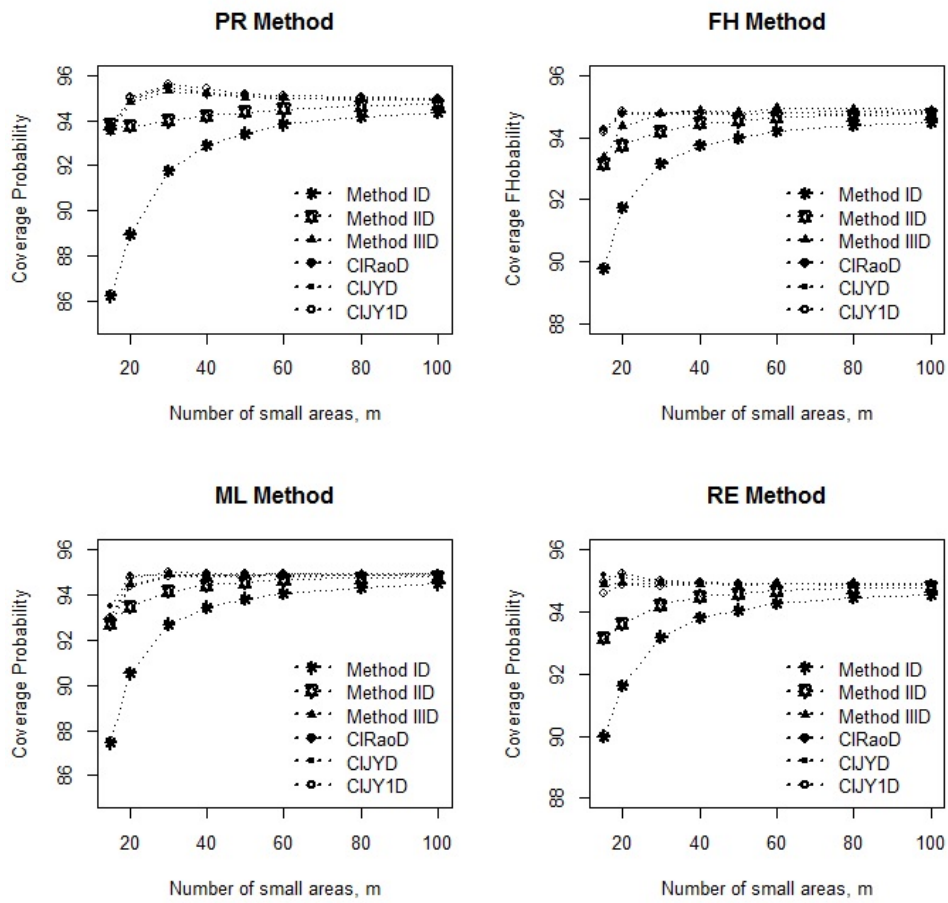 PR Method
Coverage Probability
96
94
92
90
88
86
Method ID
Method IID
Method IIID
CIRaoD
CIJYD
CIJY1D
20 40 60 80 100
Number of small areas, m
FH Method
Coverage FHobability
96
94
92
90
88
Method ID
Method IID
Method IIID
CIRaoD
CIJYD
CIJY1D
20 40 60 80 100
Number of small areas, m
ML Method
Coverage Probability
96
94
92
90
88
86
Method ID
Method IID
Method IIID
CIRaoD
CIJYD
CIJY1D
20 40 60 80 100
Number of small areas, m
RE Method
Coverage Probability
96
94
92
90
88
Method ID
Method IID
Method IIID
CIRaoD
CIJYD
CIJY1D
20 40 60 80 100
Number of small areas, m